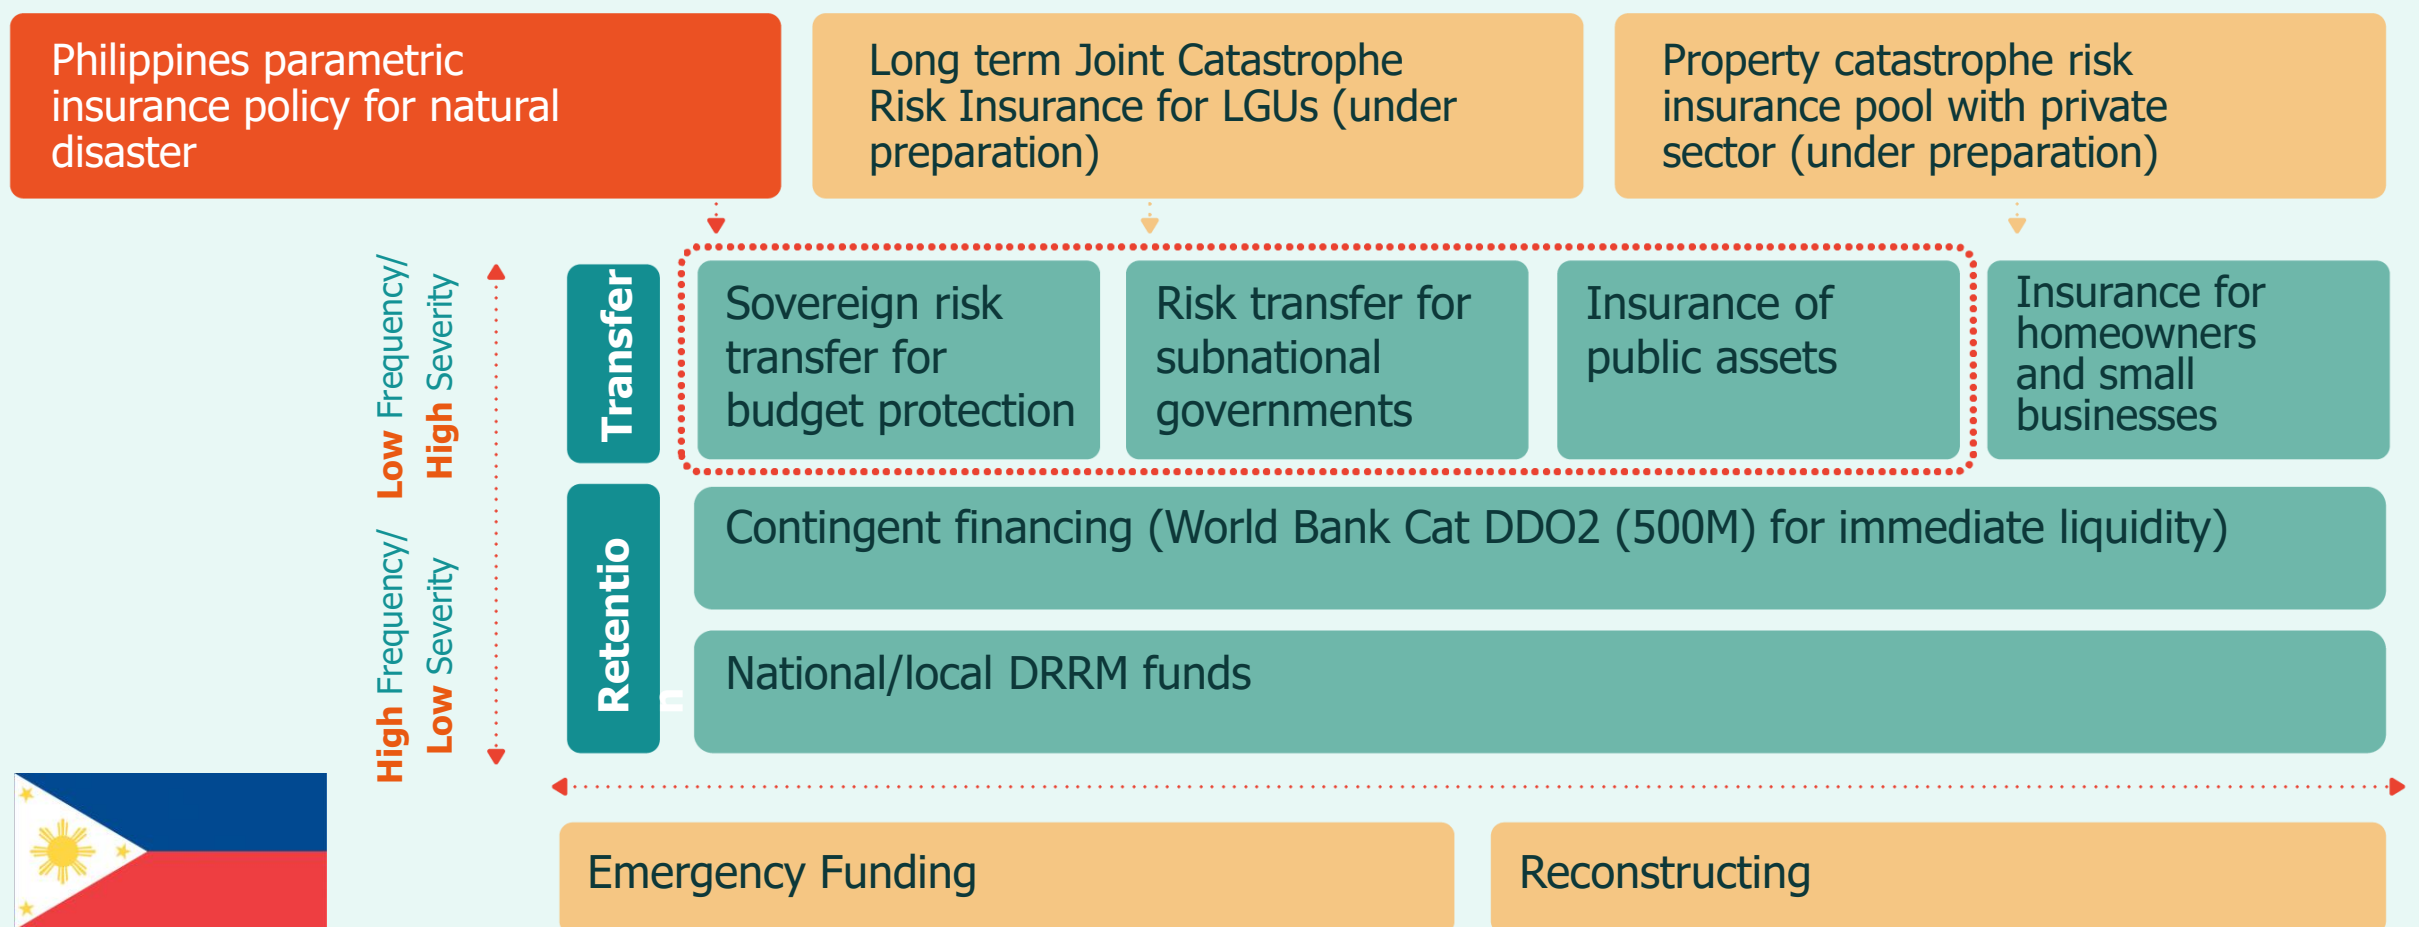 Philippines parametric
insurance policy for natural
disaster
Long term Joint Catastrophe
Risk Insurance for LGUs (under
preparation)
Property catastrophe risk
insurance pool with private
sector (under preparation)
Low Frequency/
High Severity
High Frequency/
Low Severity
Transfer
Sovereign risk
transfer for
budget protection
Risk transfer for
subnational
governments
Insurance of
public assets
Insurance for
homeowners
and small
businesses
Retentio
n
Contingent financing (World Bank Cat DDO2 (500M) for immediate liquidity)
National/local DRRM funds
Emergency Funding
Reconstructing